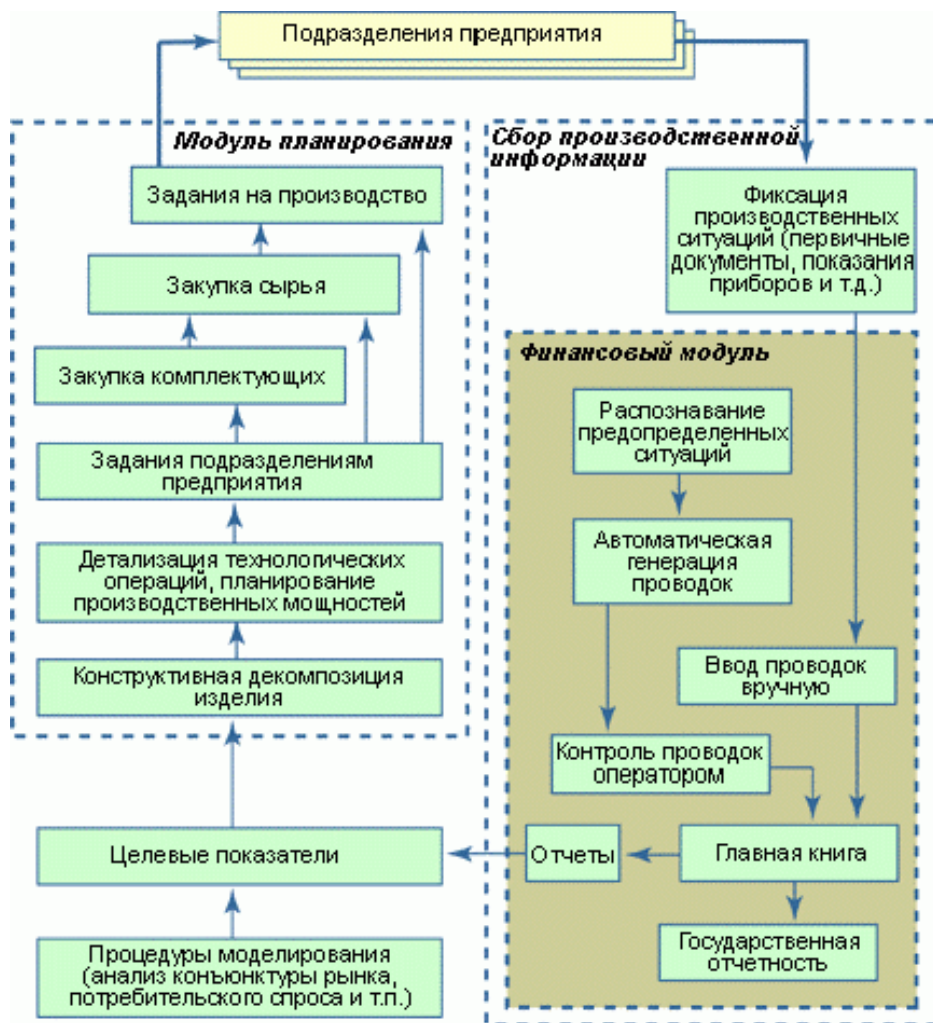 Подразделения предприятия
Модуль планирования
Задания на производство
Закупка сырья
Закупка комплектующих
Задания подразделениям
предприятия
Детализация технологических
операций, планирование
производственных мощностей
Конструктивная декомпозиция
изделия
Целевые показатели
Процедуры моделирования
(анализ конъюнктуры рынка,
потребительского спроса и т.п.)
Сбор производственной
информации
Фиксация
производственных
ситуаций (первичные
документы, показания
приборов и т.д.)
Финансовый модуль
Распознавание
предопределенных
ситуаций
Автоматическая
генерация
проводок
Ввод проводок
вручную
Контроль проводок
оператором
Отчеты
Главная книга
Государственная
отчетность